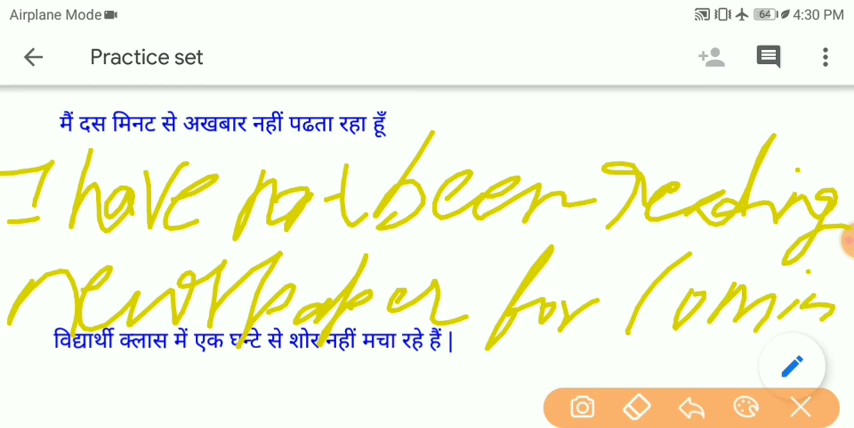 Airplane Mode 64 4:30 PM
Practice set
मैं दस मिनट से अखबार नहीं पढता रहा हूँ
I have not been reading
newspaper for 10 min
विद्यार्थी क्लास में एक घन्टे से शोर नहीं मचा रहे हैं |